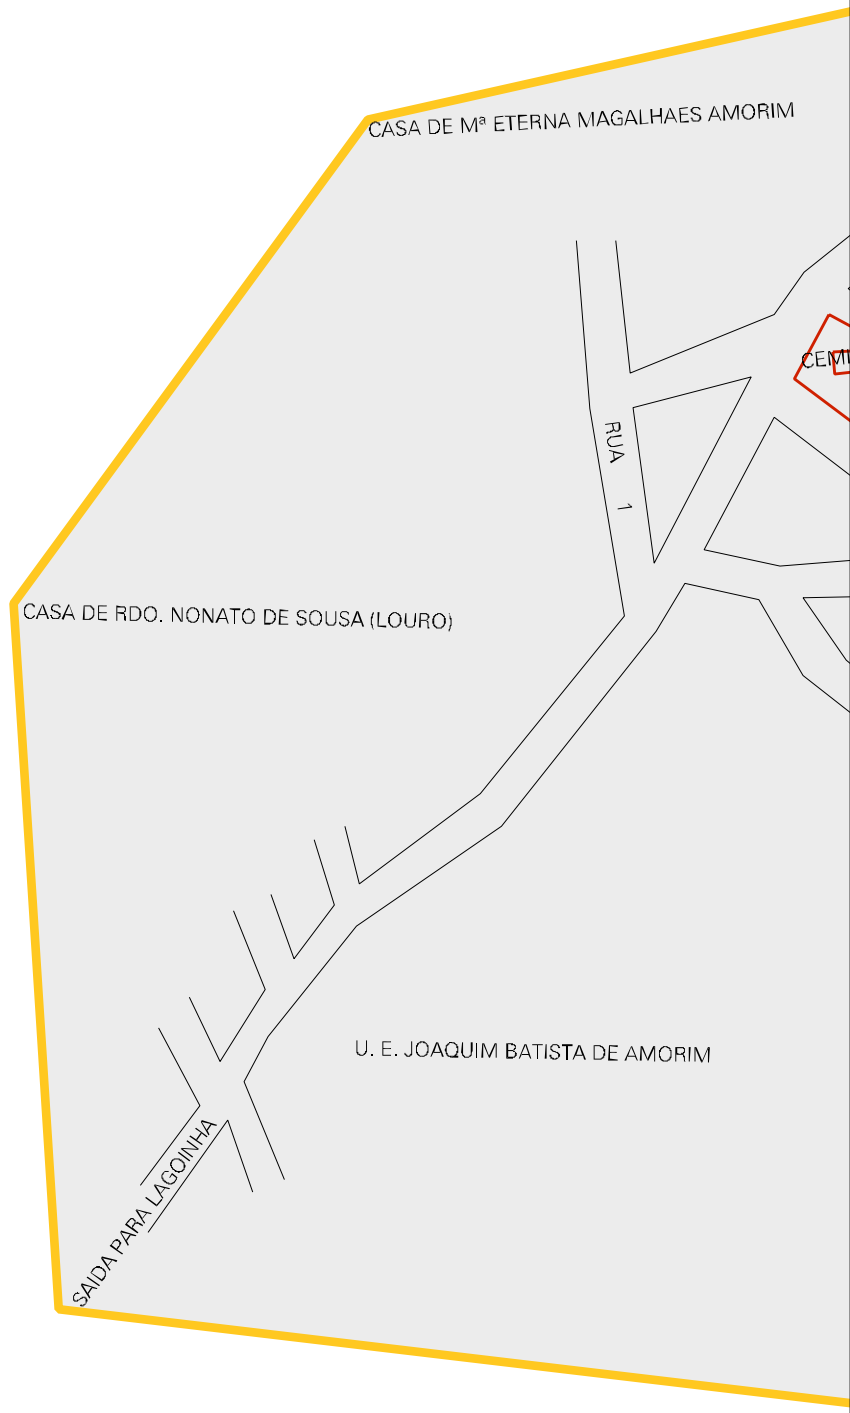 CASA DE Mª ETERNA MAGALHAES AMORIM
CEMI
RUA 1
CASA DE RDO. NONATO DE SOUSA (LOURO)
U. E. JOAQUIM BATISTA DE AMORIM
SAIDA PARA LAGOINHA